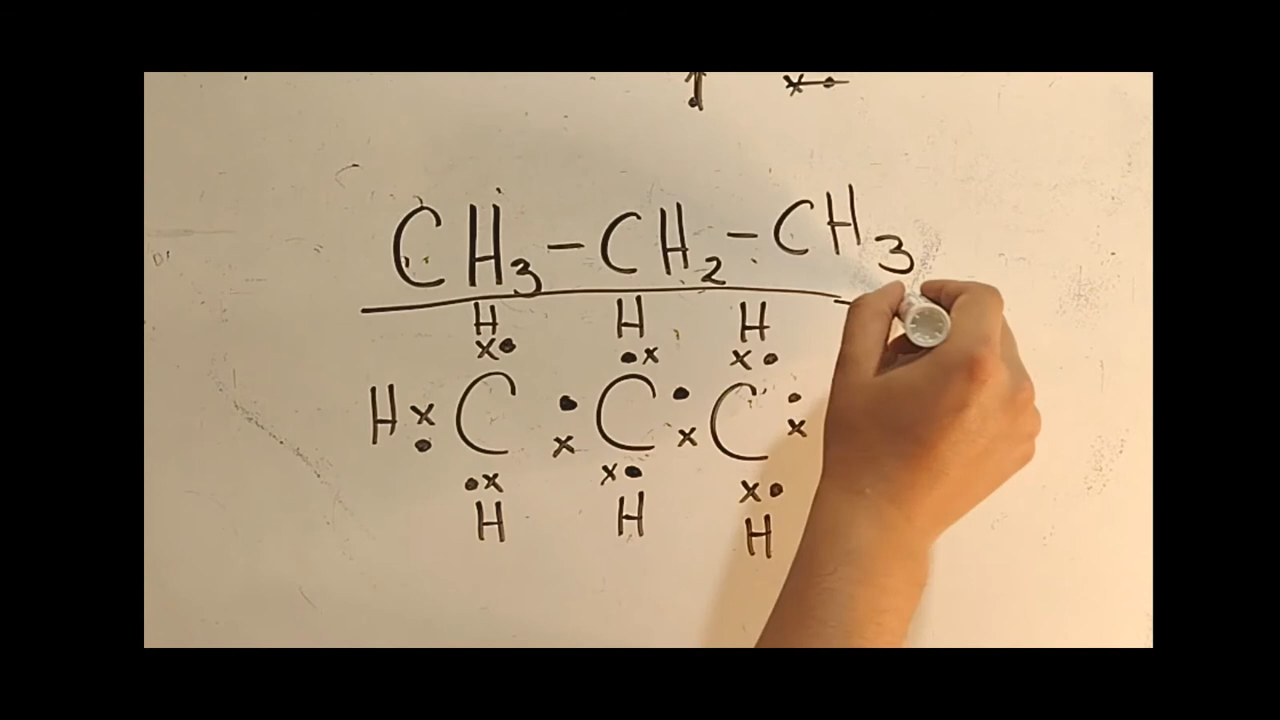 x-•
CH₃-CH₂-CH₃
H H H
x• •x x•
H x C • C • C •
• x x x
•x x• x•
H H H